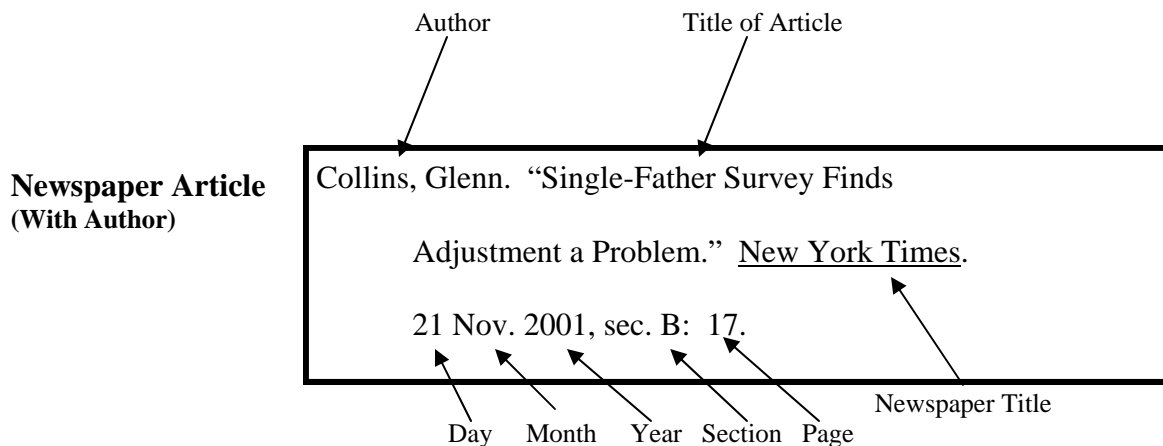 Author Title of Article
Newspaper Article
(With Author)
Collins, Glenn.  “Single-Father Survey Finds
Adjustment a Problem.”  New York Times.
21 Nov. 2001, sec. B:  17.
Newspaper Title
Day Month Year Section Page